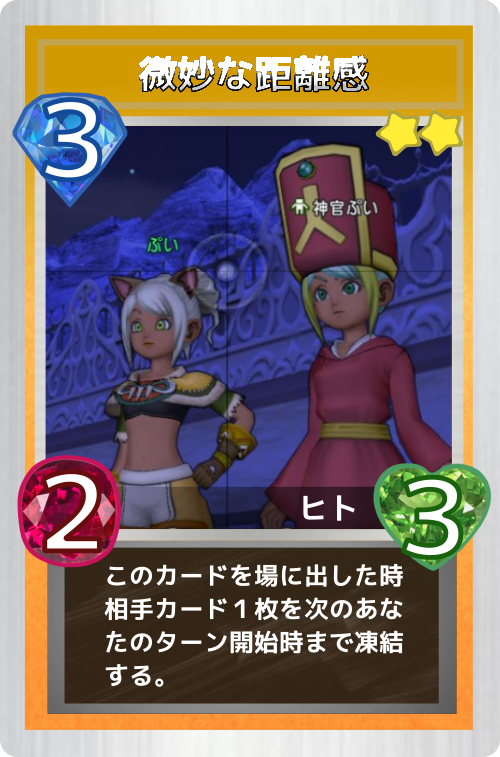 微妙な距離感
3
神官ぷい
ぷい
ヒト
2
3
このカードを場に出した時
相手カード１枚を次のあな
たのターン開始時まで凍結
する。